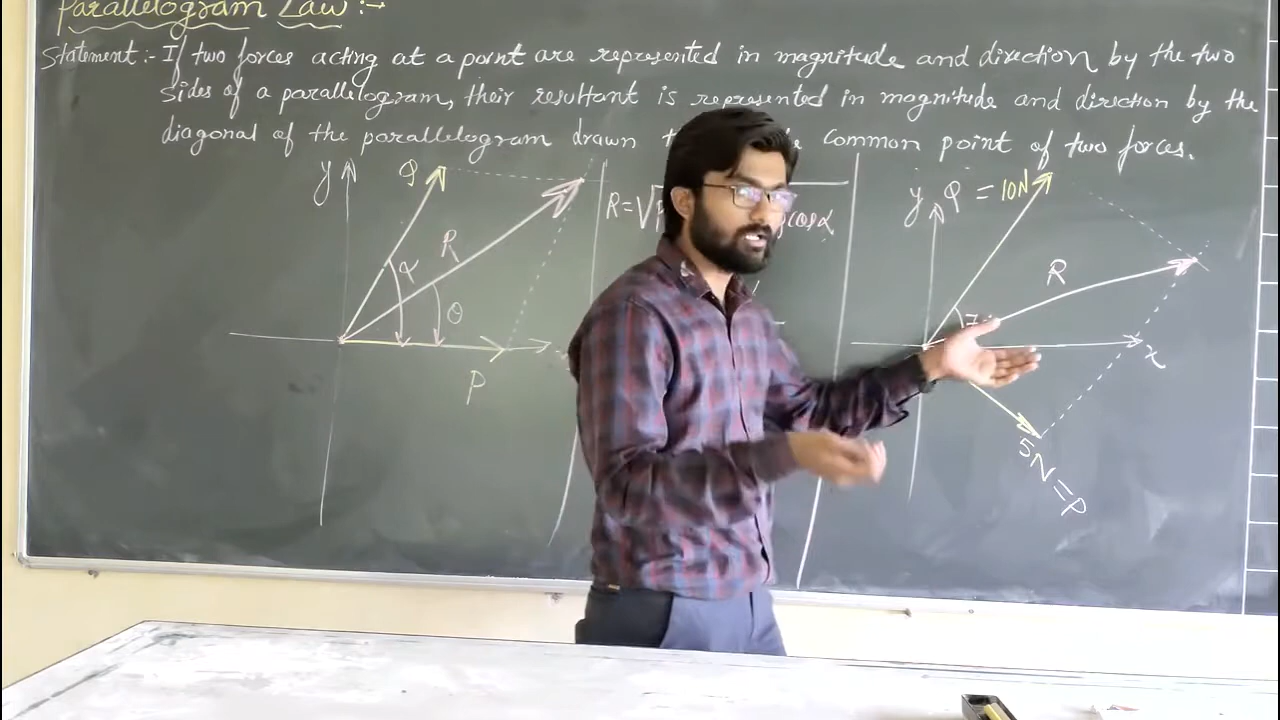 Parallelogram Law :-
Statement :- If two forces acting at a point are represented in magnitude and direction by the two
sides of a parallelogram, their resultant is represented in magnitude and direction by the
diagonal of the parallelogram drawn common point of two forces.
y Q
R
α
θ
P
R=√ cosα
y Q = 10N
R
x
5N=P